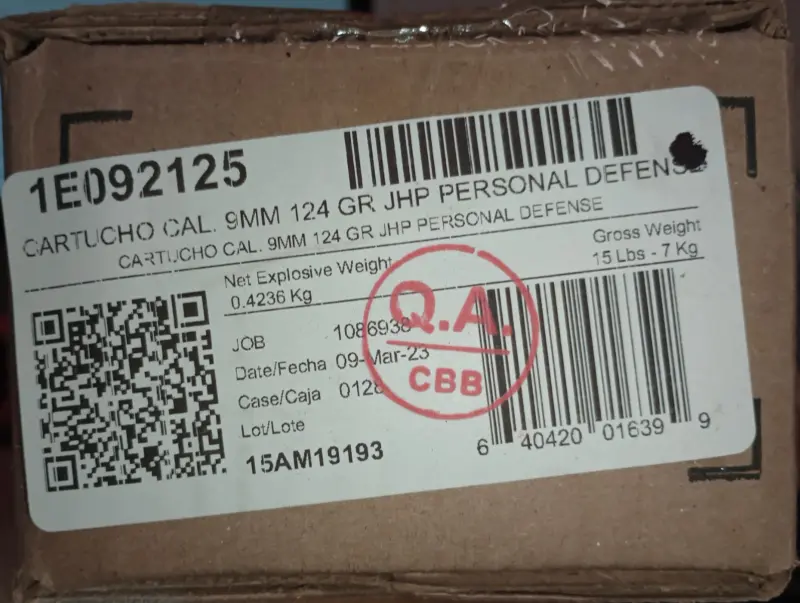 1E092125
CARTUCHO CAL. 9MM 124 GR JHP PERSONAL DEFENSE
CARTUCHO CAL. 9MM 124 GR JHP PERSONAL DEFENSE
Net Explosive Weight
0.4236 Kg
Gross Weight
15 Lbs - 7 Kg
JOB 1086938
Date/Fecha 09-Mar-23
Case/Caja 0128
Lot/Lote
15AM19193
Q.A.
CBB
6 40420 01639 9